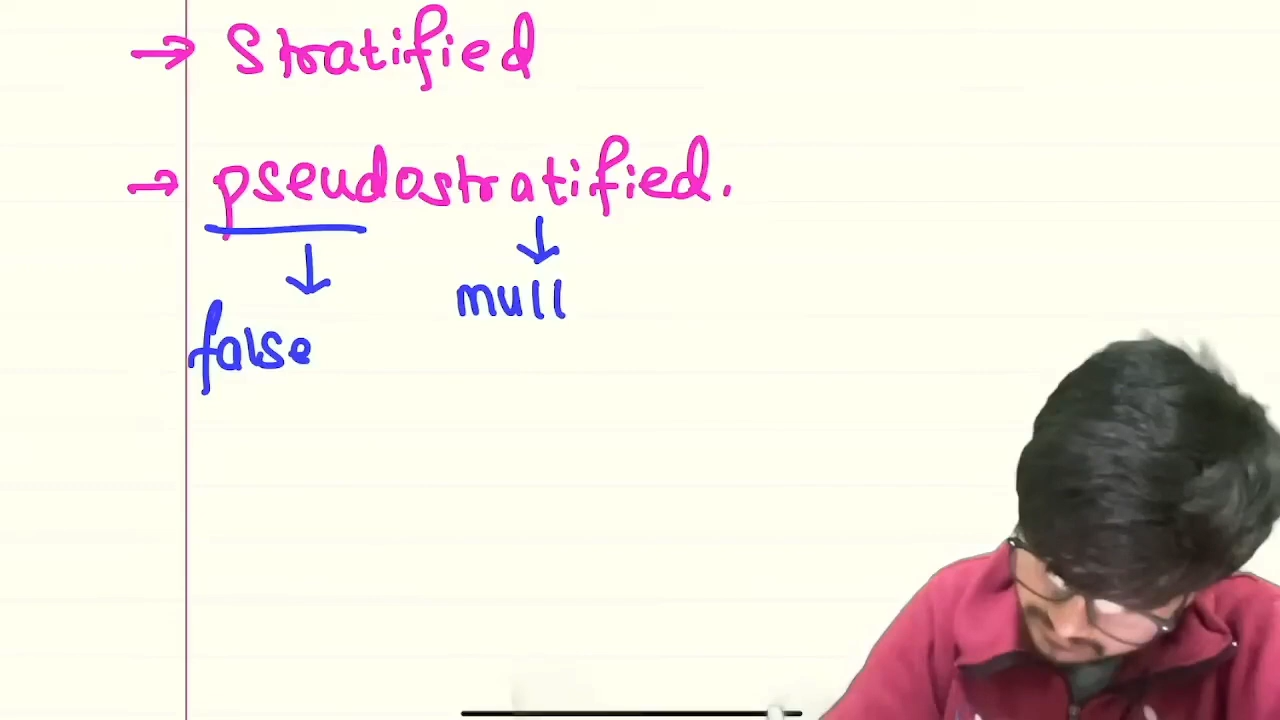 → Stratified
→ pseudostratified.
mull
false